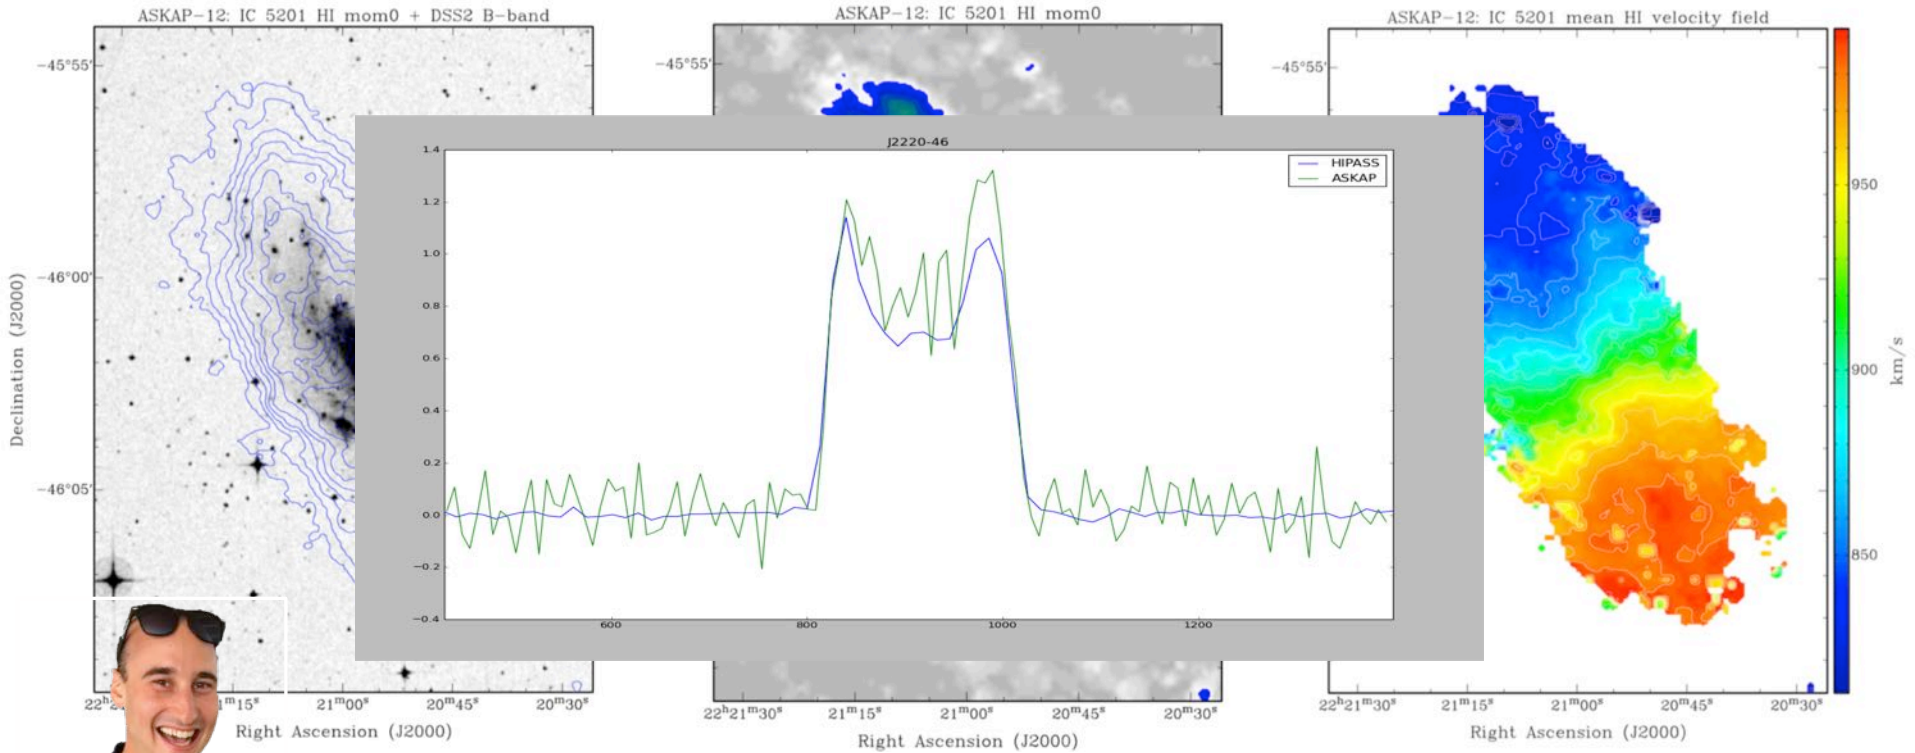 ASKAP-12: IC 5201 HI mom0 + DSS2 B-band
-45°55'
-46°00'
-46°05'
Declination (J2000)
22h
m15s
21m00s
20m45s
20m30s
Right Ascension (J2000)
ASKAP-12: IC 5201 HI mom0
-45°55'
22h21m30s
21m15s
21m00s
20m45s
20m30s
Right Ascension (J2000)
J2220-46
HIPASS
ASKAP
1.4
1.2
1.0
0.8
0.6
0.4
0.2
0.0
-0.2
-0.4
600
800
1000
1200
ASKAP-12: IC 5201 mean HI velocity field
-45°55'
22h21m30s
21m15s
21m00s
20m45s
20m30s
Right Ascension (J2000)
950
900
850
km/s